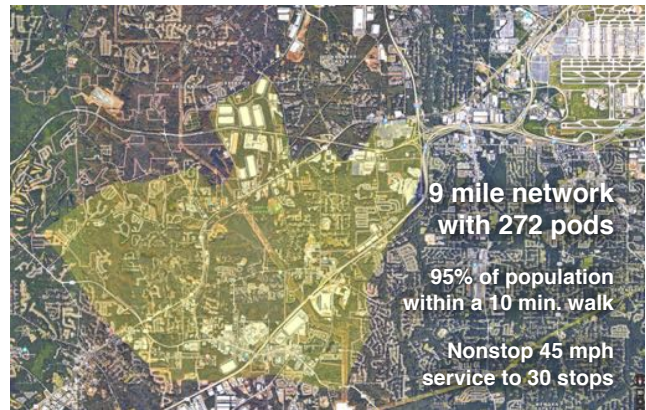 9 mile network
with 272 pods
95% of population
within a 10 min. walk
Nonstop 45 mph
service to 30 stops